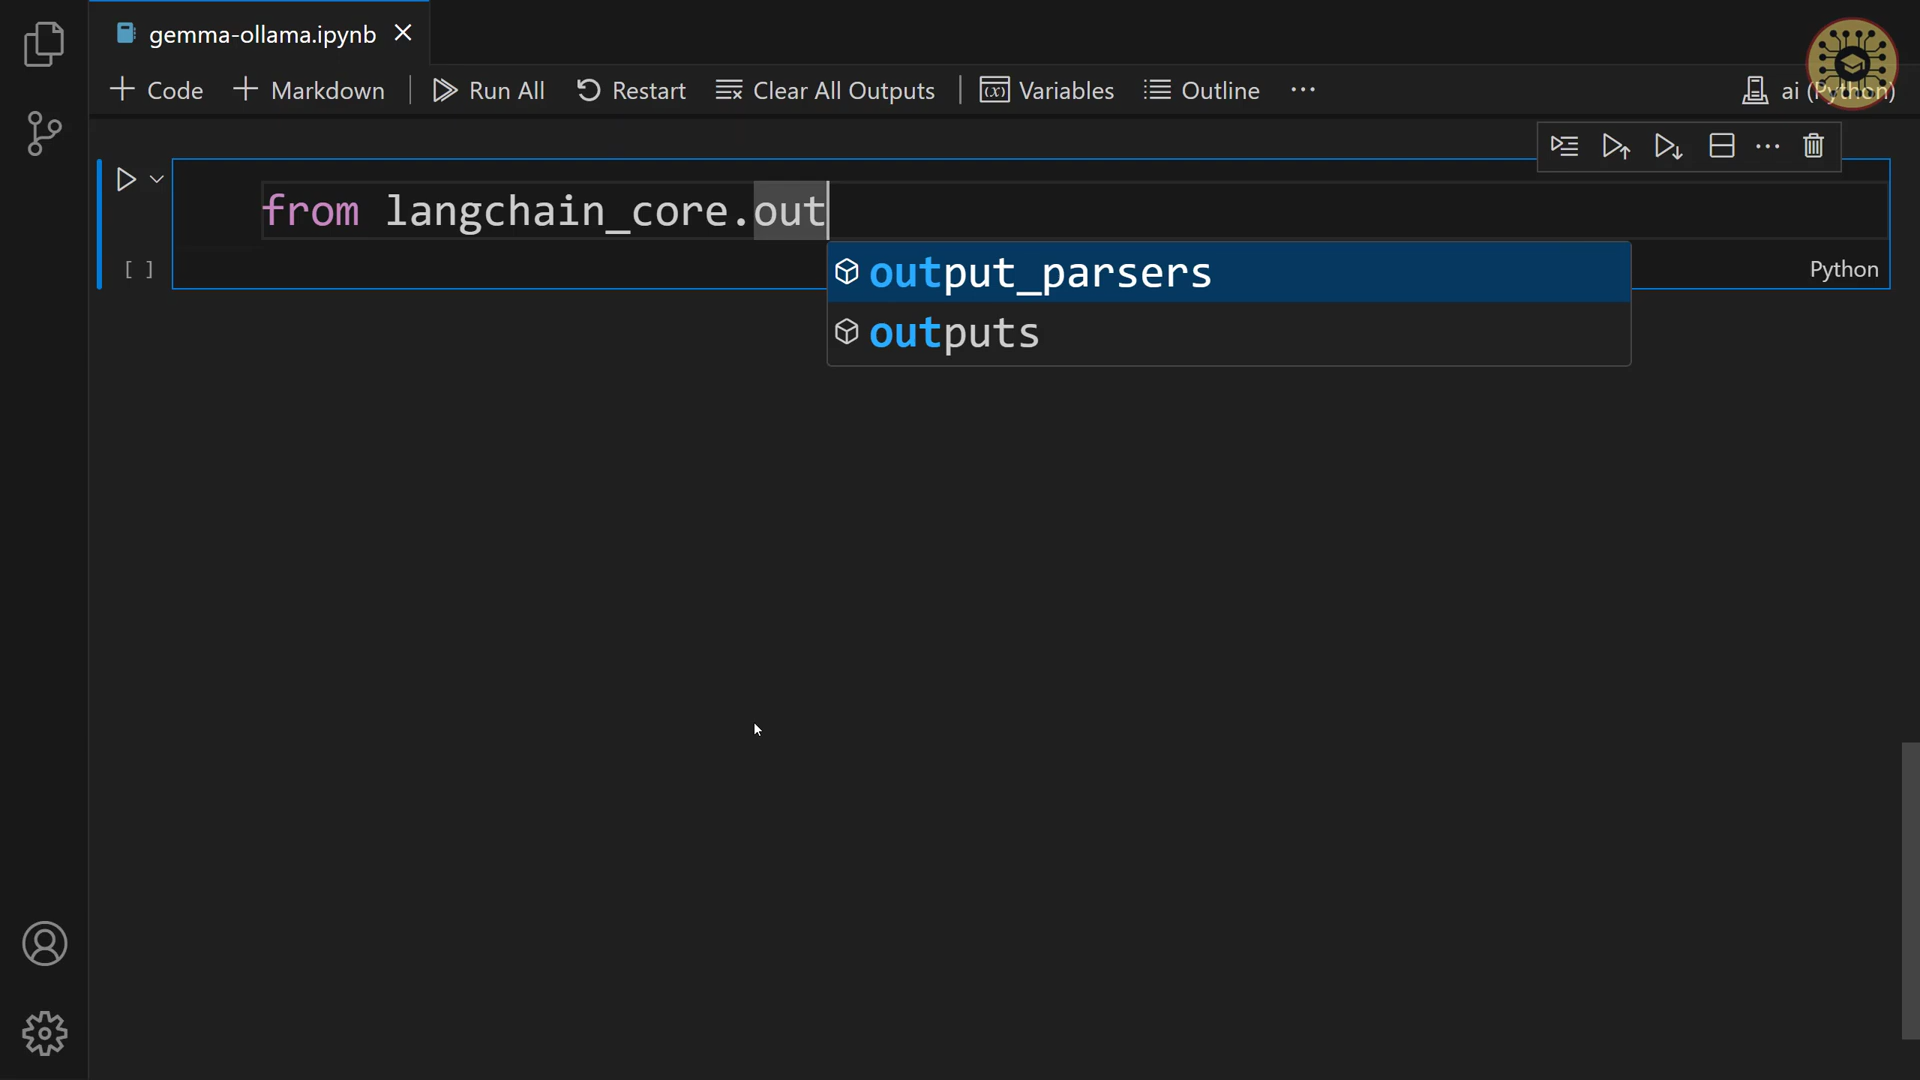 gemma-ollama.ipynb
Code Markdown Run All Restart Clear All Outputs Variables Outline ... ai (Python)
from langchain_core.out
[ ]
output_parsers
Python
outputs